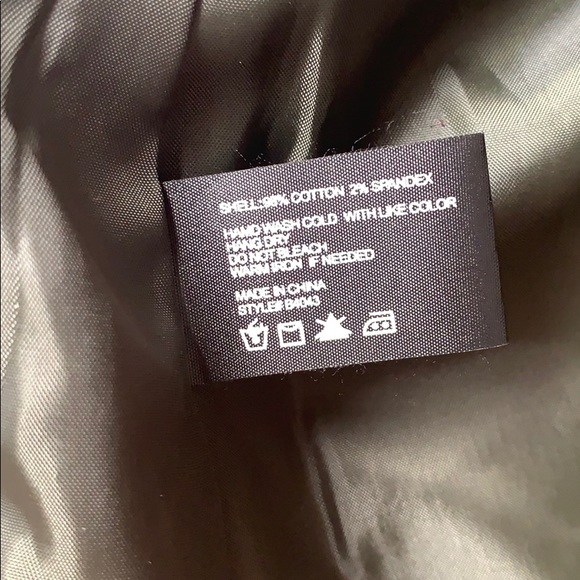 SHELL: 98% COTTON 2% SPANDEX
HAND WASH COLD WITH LIKE COLOR
HANG DRY
DO NOT BLEACH
WARM IRON IF NEEDED
MADE IN CHINA
STYLE#